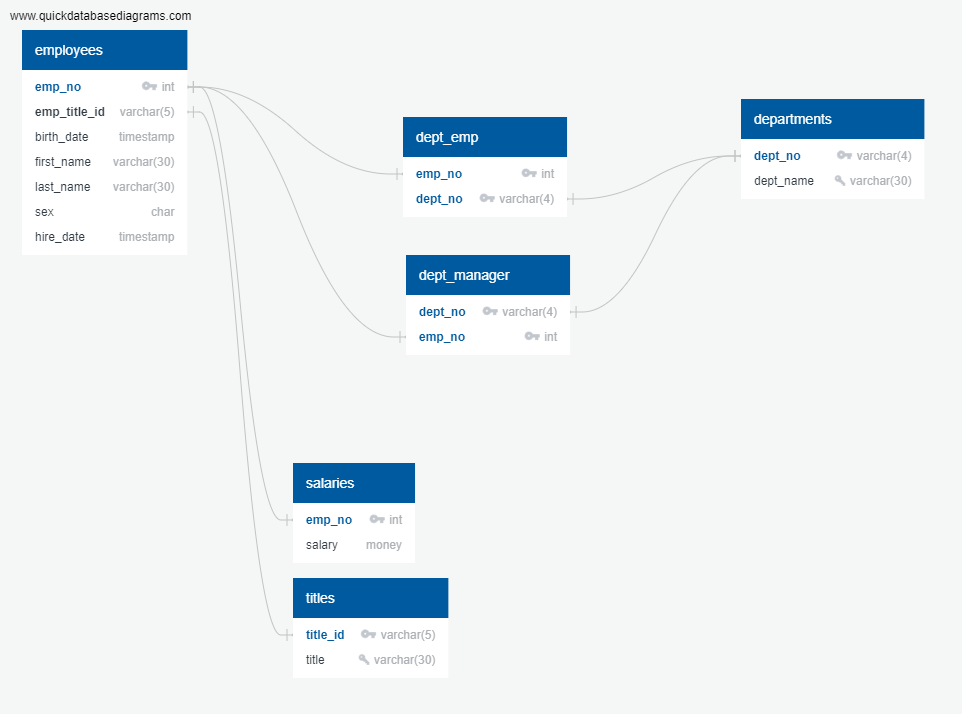 www.quickdatabasediagrams.com
employees
emp_no int
emp_title_id varchar(5)
birth_date timestamp
first_name varchar(30)
last_name varchar(30)
sex char
hire_date timestamp
dept_emp
emp_no int
dept_no varchar(4)
departments
dept_no varchar(4)
dept_name varchar(30)
dept_manager
dept_no varchar(4)
emp_no int
salaries
emp_no int
salary money
titles
title_id varchar(5)
title varchar(30)